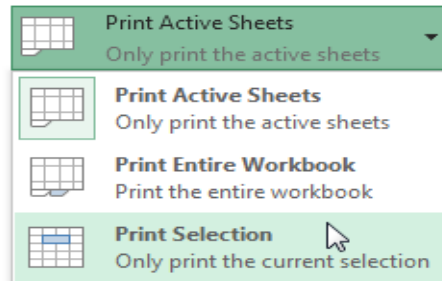 Print Active Sheets
Only print the active sheets
Print Active Sheets
Only print the active sheets
Print Entire Workbook
Print the entire workbook
Print Selection
Only print the current selection